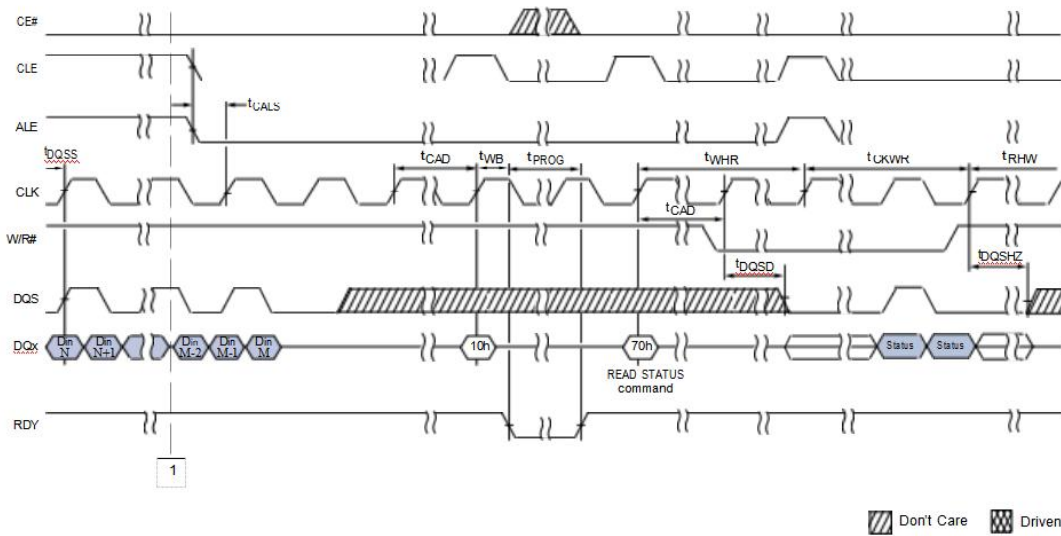 CE#
CLE
tCALS
ALE
tDQSS
tCAD
tWB
tPROG
tWHR
tCKWR
tRHW
CLK
tCAD
W/R#
tDQSD
tDQSHZ
DQS
DQx
Din N
Din N+1
Din M-2
Din M-1
Din M
10h
70h
Status
Status
READ STATUS
command
RDY
1
Don't Care
Driven